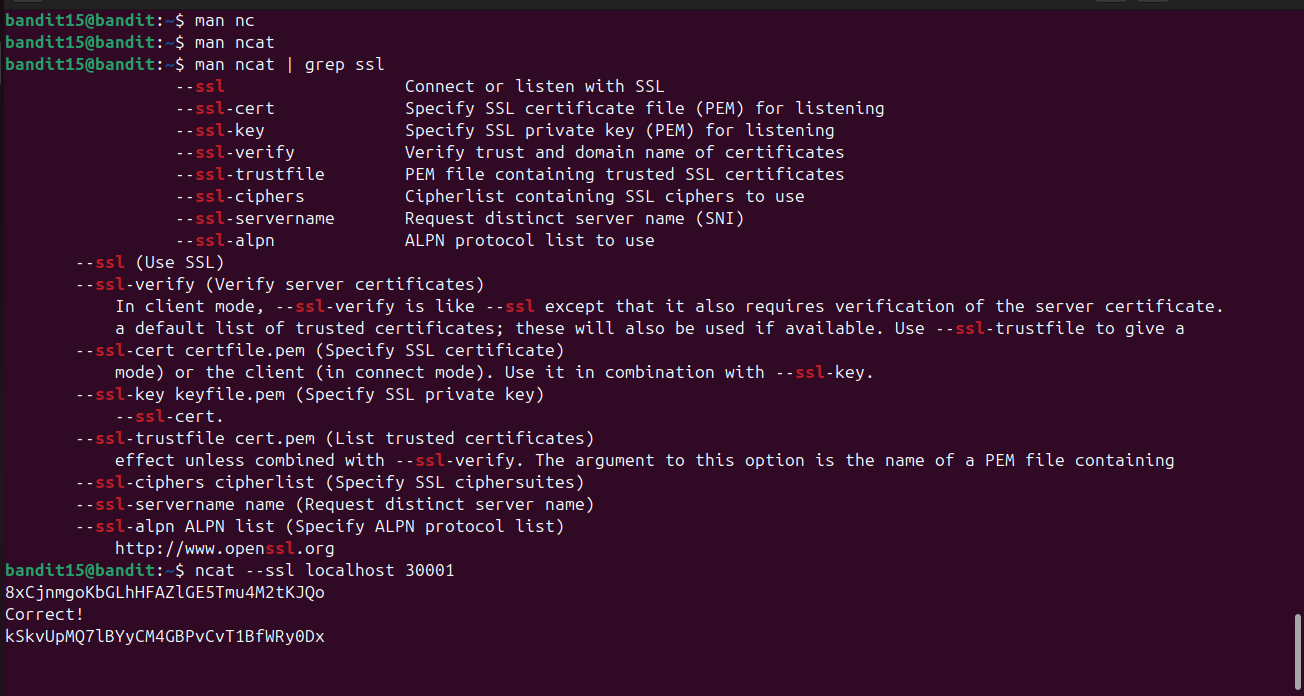 bandit15@bandit:~$ man nc
bandit15@bandit:~$ man ncat
bandit15@bandit:~$ man ncat | grep ssl
--ssl Connect or listen with SSL
--ssl-cert Specify SSL certificate file (PEM) for listening
--ssl-key Specify SSL private key (PEM) for listening
--ssl-verify Verify trust and domain name of certificates
--ssl-trustfile PEM file containing trusted SSL certificates
--ssl-ciphers Cipherlist containing SSL ciphers to use
--ssl-servername Request distinct server name (SNI)
--ssl-alpn ALPN protocol list to use
--ssl (Use SSL)
--ssl-verify (Verify server certificates)
In client mode, --ssl-verify is like --ssl except that it also requires verification of the server certificate.
a default list of trusted certificates; these will also be used if available. Use --ssl-trustfile to give a
--ssl-cert certfile.pem (Specify SSL certificate)
mode) or the client (in connect mode). Use it in combination with --ssl-key.
--ssl-key keyfile.pem (Specify SSL private key)
--ssl-cert.
--ssl-trustfile cert.pem (List trusted certificates)
effect unless combined with --ssl-verify. The argument to this option is the name of a PEM file containing
--ssl-ciphers cipherlist (Specify SSL ciphersuites)
--ssl-servername name (Request distinct server name)
--ssl-alpn ALPN list (Specify ALPN protocol list)
http://www.openssl.org
bandit15@bandit:~$ ncat --ssl localhost 30001
8xCjnmgoKbGLhHFAZlGE5Tmu4M2tKJQo
Correct!
kSkvUpMQ7lBYyCM4GBPvCvT1BfWRy0Dx